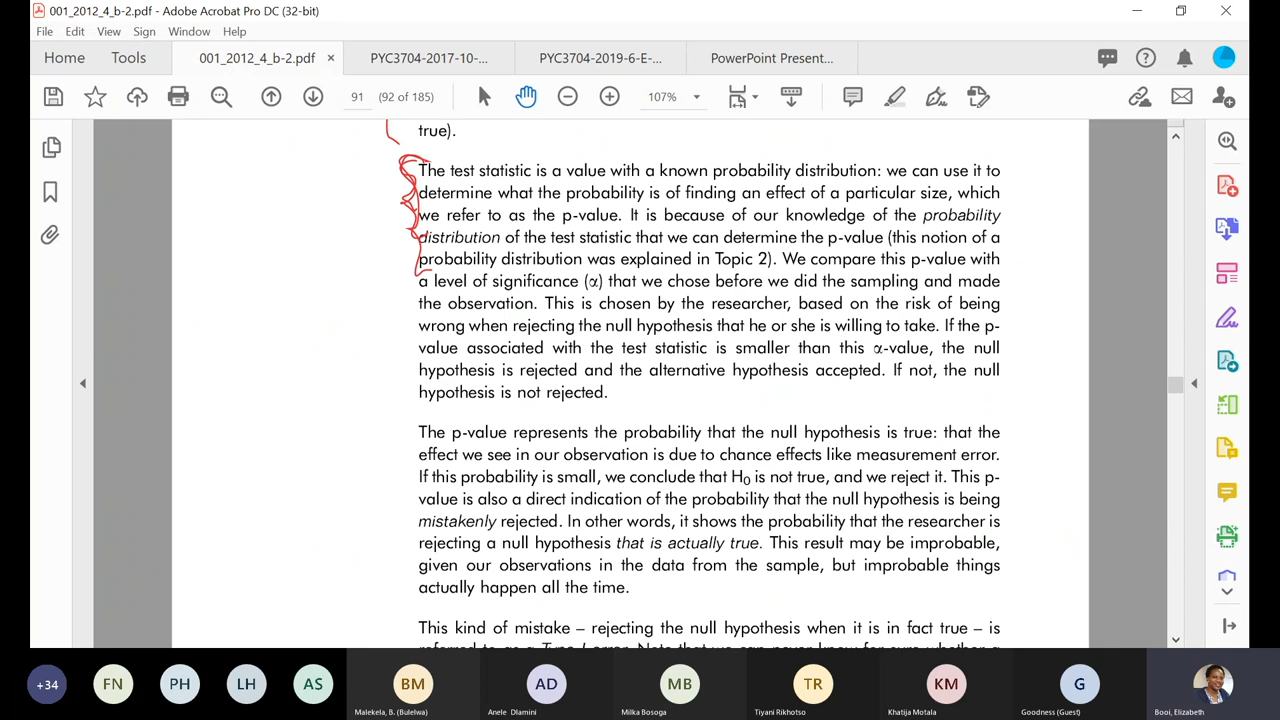 001_2012_4_b-2.pdf - Adobe Acrobat Pro DC (32-bit)
File Edit View Sign Window Help
Home Tools 001_2012_4_b-2.pdf × PYC3704-2017-10-... PYC3704-2019-6-E-... PowerPoint Present...
91 (92 of 185) 107%
true).
The test statistic is a value with a known probability distribution: we can use it to
determine what the probability is of finding an effect of a particular size, which
we refer to as the p-value. It is because of our knowledge of the probability
distribution of the test statistic that we can determine the p-value (this notion of a
probability distribution was explained in Topic 2). We compare this p-value with
a level of significance (α) that we chose before we did the sampling and made
the observation. This is chosen by the researcher, based on the risk of being
wrong when rejecting the null hypothesis that he or she is willing to take. If the p-
value associated with the test statistic is smaller than this α-value, the null
hypothesis is rejected and the alternative hypothesis accepted. If not, the null
hypothesis is not rejected.
The p-value represents the probability that the null hypothesis is true: that the
effect we see in our observation is due to chance effects like measurement error.
If this probability is small, we conclude that H₀ is not true, and we reject it. This p-
value is also a direct indication of the probability that the null hypothesis is being
mistakenly rejected. In other words, it shows the probability that the researcher is
rejecting a null hypothesis that is actually true. This result may be improbable,
given our observations in the data from the sample, but improbable things
actually happen all the time.
This kind of mistake – rejecting the null hypothesis when it is in fact true – is
referred to as a Type I error. Note that we can never know for sure whether a
+34 FN PH LH AS BM AD MB TR KM G
Malekela, B. (Bulelwa) Anele Dlamini Milka Bosoga Tiyani Rikhotso Khatija Motala Goodness (Guest) Booi, Elizabeth